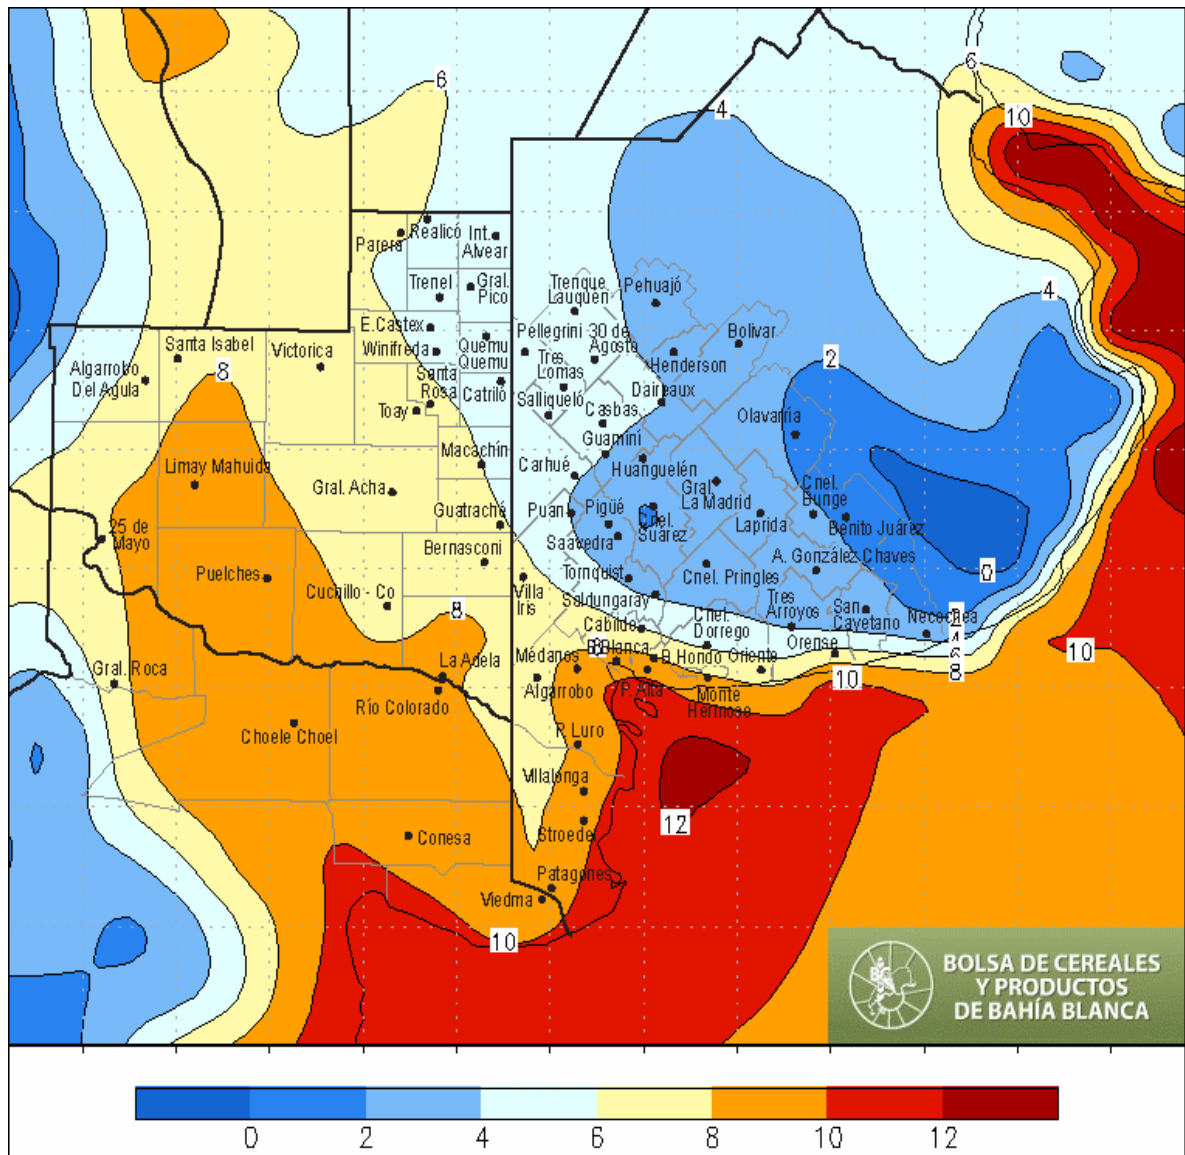 6
6
4
10
Realicó
Int.
Alvear
Parera
Trenel
Gral.
Pico
Trenque
Lauquen
Pehuajó
4
E.Castex
Winifreda
Quemu
Quemu
Pellegrini
30 de
Agosto
Bolivar
Santa Isabel
Victorica
Algarrobo
Del Aguila
8
Santa
Rosa
Catriló
Tres
Lomas
Henderson
2
Toay
Salliqueló
Casbas
Daireaux
Olavarría
Macachín
Guamini
Limay Mahuida
Carhué
Huanguelén
Gral. Acha
Gral.
La Madrid
Cnel.
Bunge
Guatrache
Puan
Pigüé
Cnel.
Suárez
Laprida
Benito Juárez
25 de
Mayo
Bernasconi
Saavedra
Puelches
Tornquist
Cnel. Pringles
A. González Chaves
0
Cuchillo - Co
Villa
Iris
Saldungaray
Tres
Arroyos
San
Cayetano
Necochea
8
Cabildo
Cnel.
Dorrego
Orense
2
4
6
8
Gral. Roca
La Adela
Médanos
8
B.Blanca
B.Hondo
Oriente
10
10
Río Colorado
Algarrobo
P. Alta
Monte
Hermoso
Choele Choel
P. Luro
Villalonga
12
Conesa
Stroeder
Patagones
Viedma
10
BOLSA DE CEREALES
Y PRODUCTOS
DE BAHÍA BLANCA
0 2 4 6 8 10 12